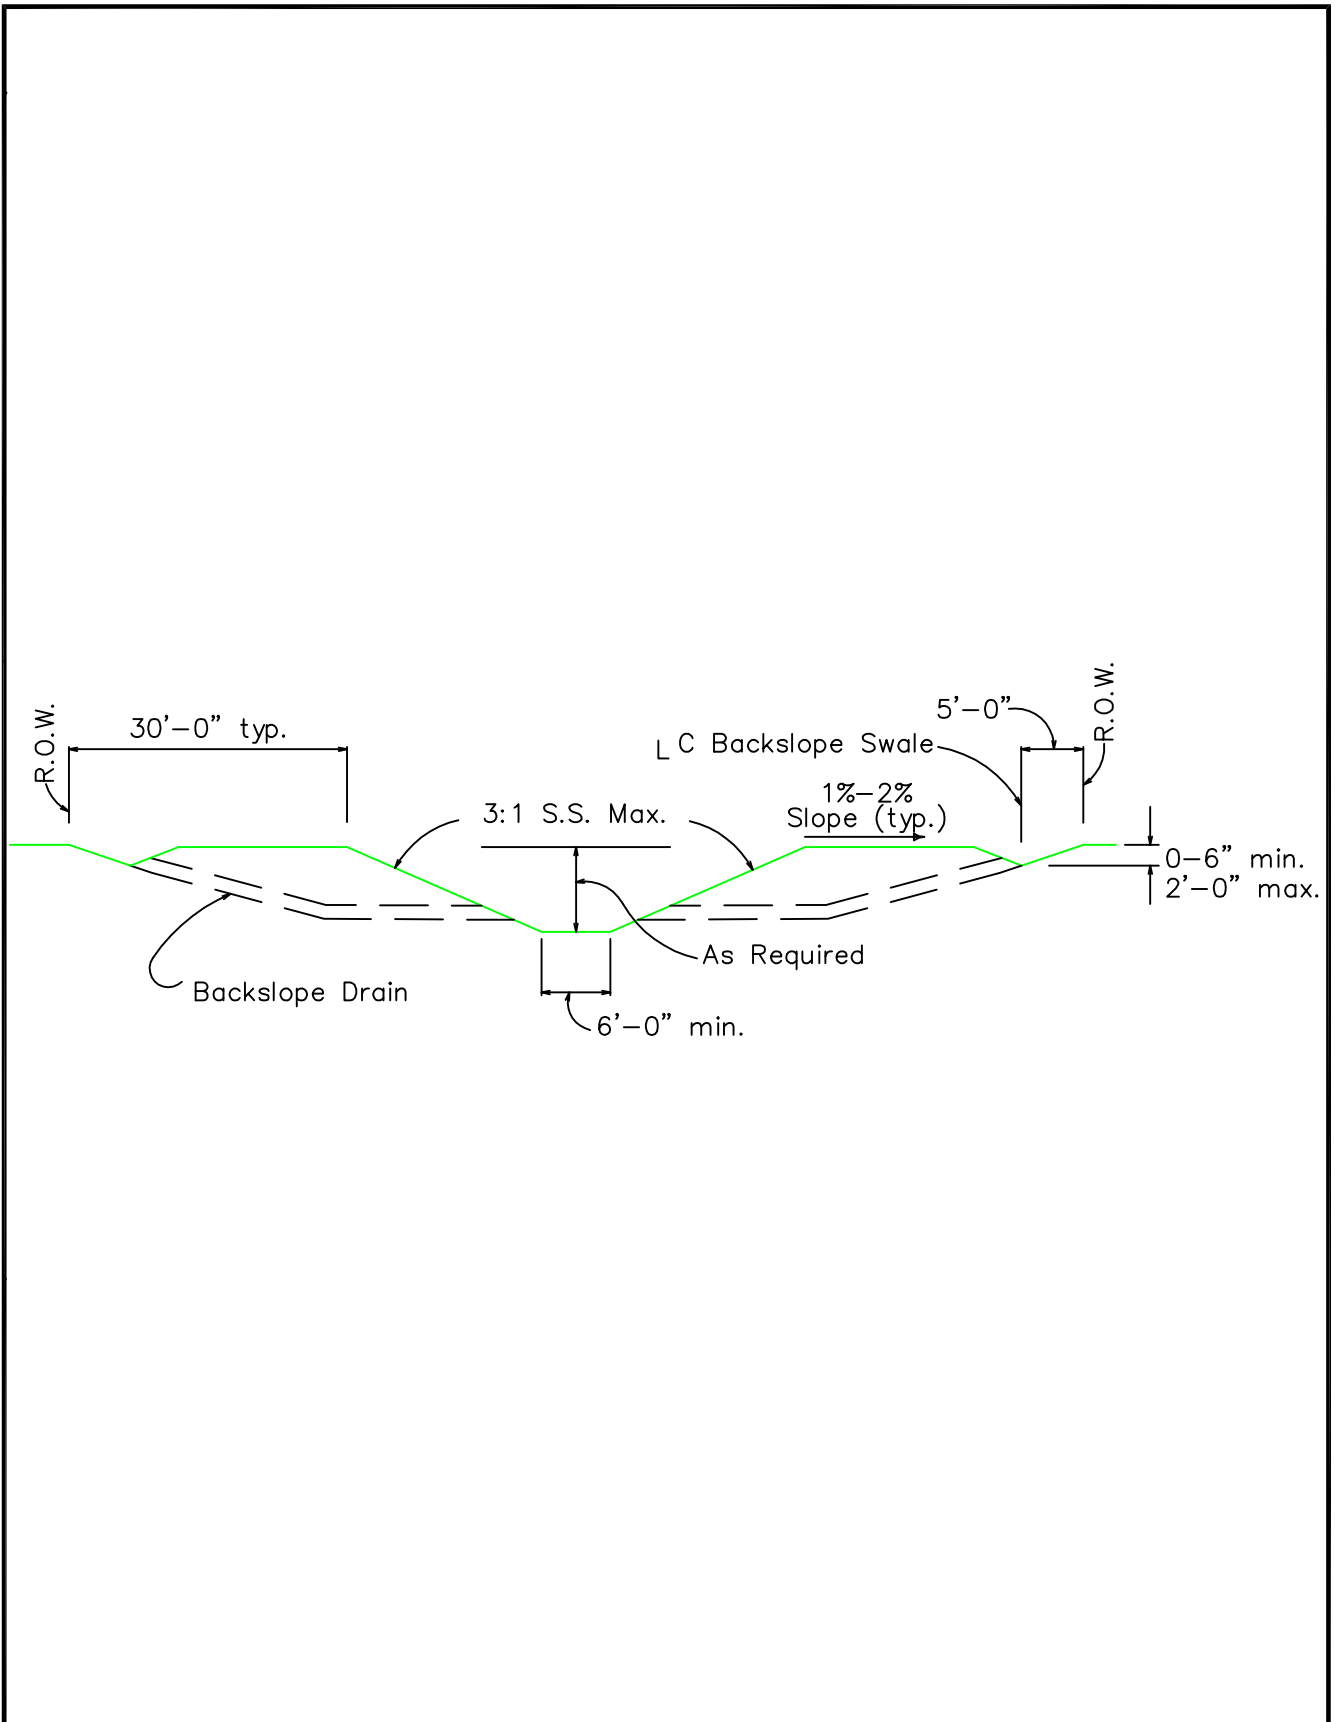 R.O.W.
30'-0" typ.
5'-0"
R.O.W.
L C Backslope Swale
3:1 S.S. Max.
1%-2%
Slope (typ.)
0-6" min.
2'-0" max.
As Required
Backslope Drain
6'-0" min.